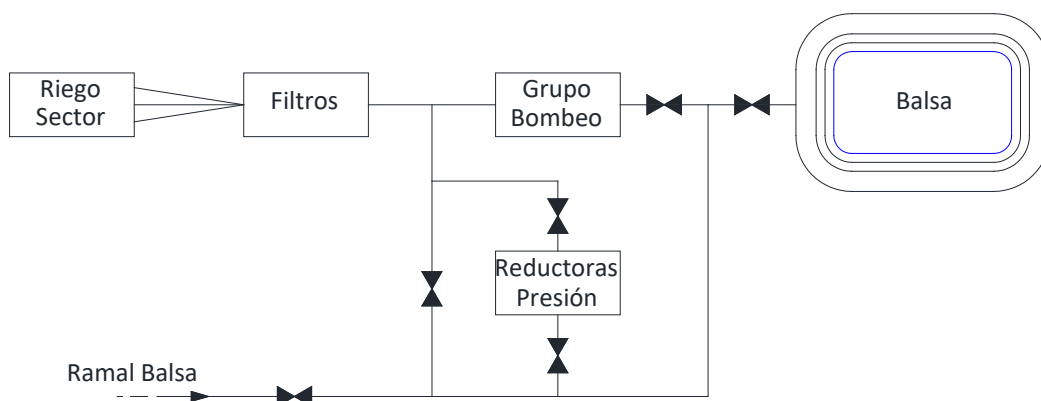 Riego
Sector
Filtros
Grupo
Bombeo
Balsa
Reductoras
Presión
Ramal Balsa